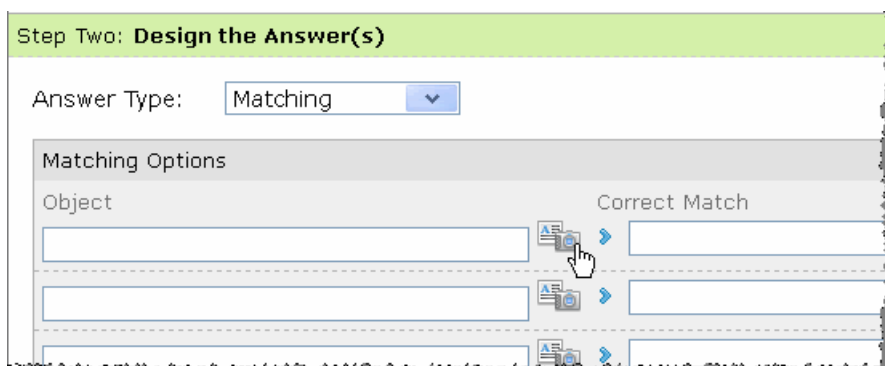 Step Two: Design the Answer(s)
Answer Type: Matching
Matching Options
Object Correct Match